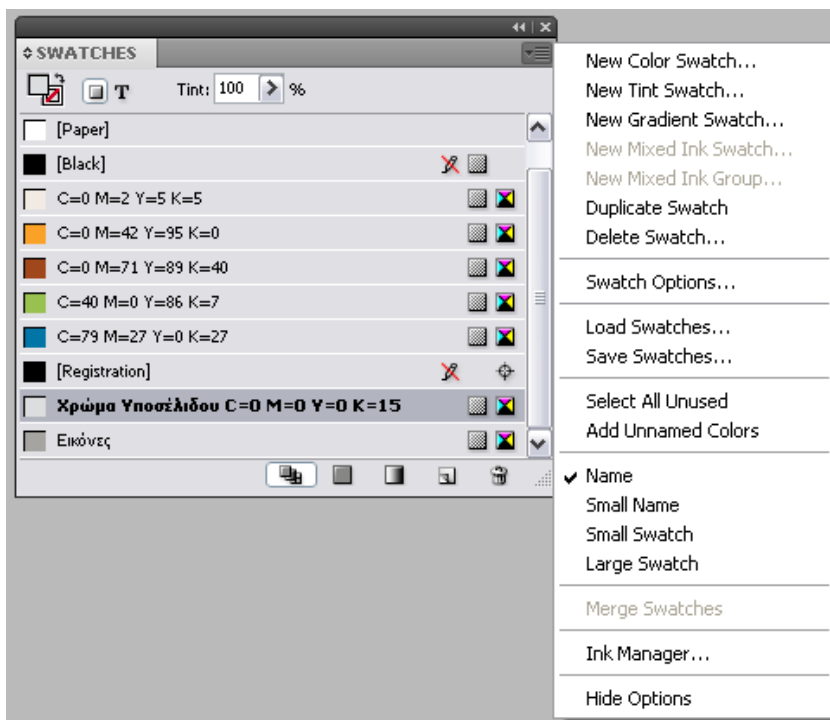 SWATCHES
T Tint: 100 %
[Paper]
[Black]
C=0 M=2 Y=5 K=5
C=0 M=42 Y=95 K=0
C=0 M=71 Y=89 K=40
C=40 M=0 Y=86 K=7
C=79 M=27 Y=0 K=27
[Registration]
Χρώμα Υποσέλιδου C=0 M=0 Y=0 K=15
Εικόνες
New Color Swatch...
New Tint Swatch...
New Gradient Swatch...
New Mixed Ink Swatch...
New Mixed Ink Group...
Duplicate Swatch
Delete Swatch...
Swatch Options...
Load Swatches...
Save Swatches...
Select All Unused
Add Unnamed Colors
Name
Small Name
Small Swatch
Large Swatch
Merge Swatches
Ink Manager...
Hide Options